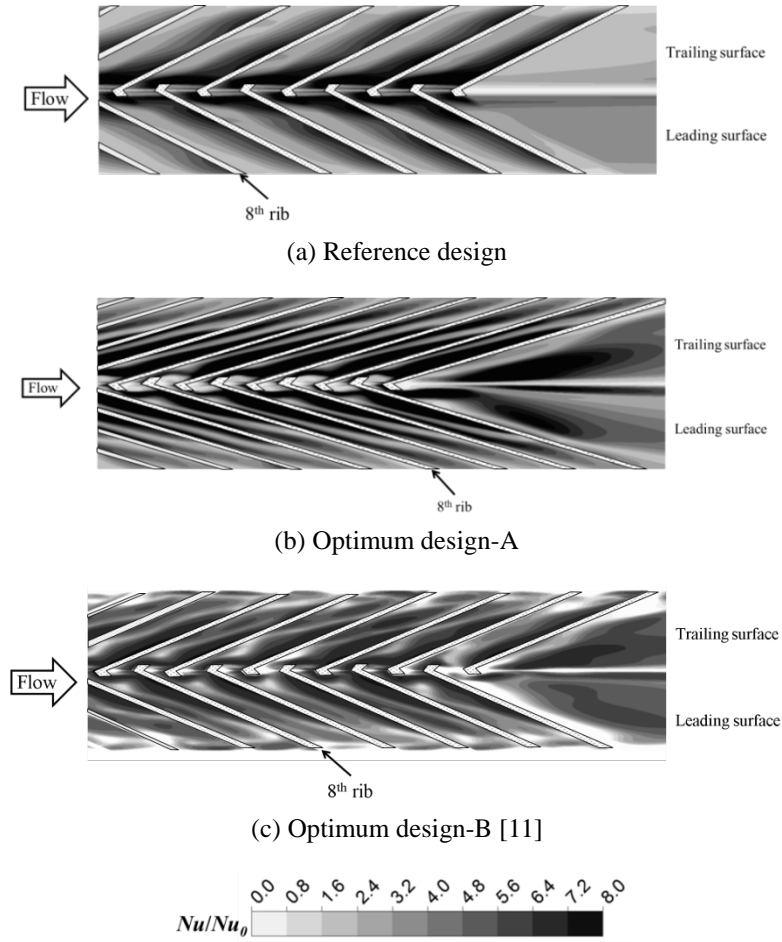 Trailing surface
Flow
Leading surface
8th rib
(a) Reference design
Trailing surface
Flow
Leading surface
8th rib
(b) Optimum design-A
Trailing surface
Flow
Leading surface
8th rib
(c) Optimum design-B [11]
0.0 0.8 1.6 2.4 3.2 4.0 4.8 5.6 6.4 7.2 8.0
Nu/Nu0